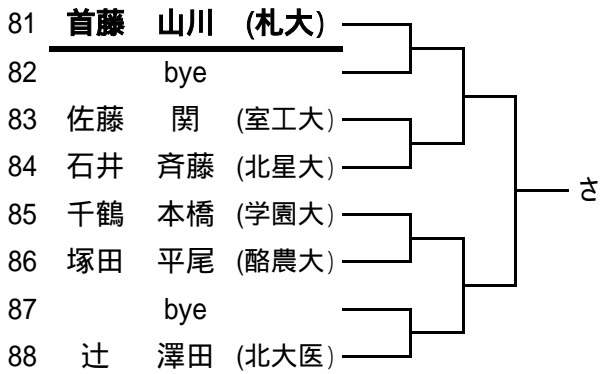 81 首藤 山川 (札大)
82 bye
83 佐藤 関 (室工大)
84 石井 斉藤 (北星大)
85 千鶴 本橋 (学園大)
さ
86 塚田 平尾 (酪農大)
87 bye
88 辻 澤田 (北大医)